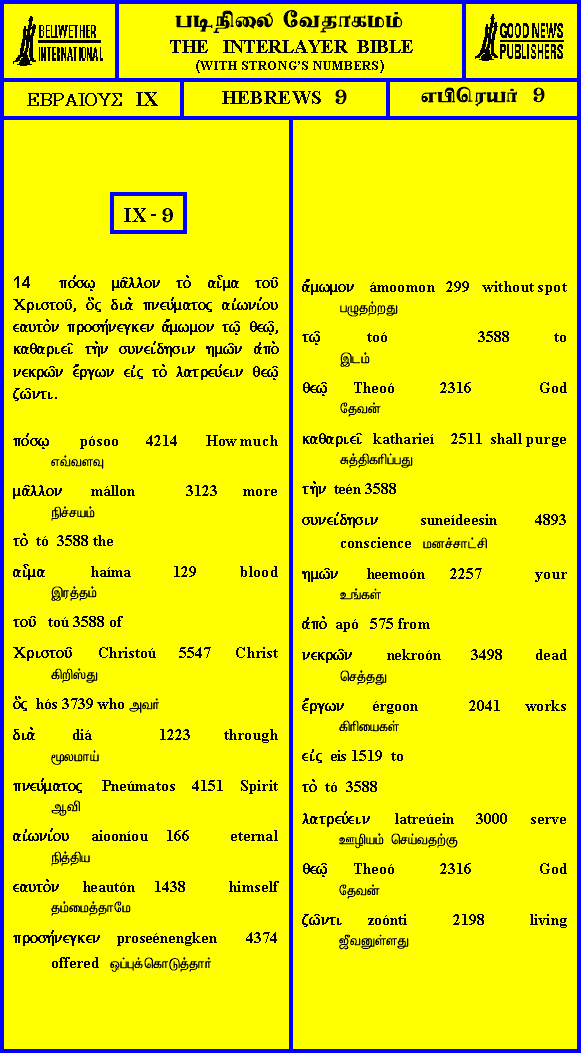 BELLWETHER
INTERNATIONAL
படிநிலை வேதாகமம்
THE INTERLAYER BIBLE
(WITH STRONG'S NUMBERS)
GOOD NEWS
PUBLISHERS
ΕΒΡΑΙΟΥΣ IX
HEBREWS 9
எபிரெயர் 9
IX - 9
14 πόσῳ μᾶλλον τὸ αἷμα τοῦ
Χριστοῦ, ὃς διὰ πνεύματος αἰωνίου
εαυτὸν προσήνεγκεν ἄμωμον τῷ θεῷ,
καθαριεῖ τὴν συνείδησιν ημῶν ἀπὸ
νεκρῶν ἔργων εἰς τὸ λατρεύειν θεῷ
ζῶντι.
πόσῳ pósoo 4214 How much
எவ்வளவு
μᾶλλον mállon 3123 more
நிச்சயம்
τὸ tó 3588 the
αἷμα haíma 129 blood
இரத்தம்
τοῦ toú 3588 of
Χριστοῦ Christoú 5547 Christ
கிறிஸ்து
ὃς hós 3739 who அவர்
διὰ diá 1223 through
மூலமாய்
πνεύματος Pneúmatos 4151 Spirit
ஆவி
αἰωνίου aiooníou 166 eternal
நித்திய
εαυτὸν heautón 1438 himself
தம்மைத்தாமே
προσήνεγκεν proseénengken 4374
offered ஒப்புக்கொடுத்தார்
ἄμωμον ámoomon 299 without spot
பழுதற்றது
τῷ toó 3588 to
இடம்
θεῷ Theoó 2316 God
தேவன்
καθαριεῖ kathariei 2511 shall purge
சுத்திகரிப்பது
τὴν teén 3588
συνείδησιν suneídeesin 4893
conscience மனச்சாட்சி
ημῶν heemoón 2257 your
உங்கள்
ἀπὸ apó 575 from
νεκρῶν nekroón 3498 dead
செத்தது
ἔργων érgoon 2041 works
கிரியைகள்
εἰς eis 1519 to
τὸ tó 3588
λατρεύειν latreúein 3000 serve
ஊழியம் செய்வதற்கு
θεῷ Theoó 2316 God
தேவன்
ζῶντι zoónti 2198 living
ஜீவனுள்ளது